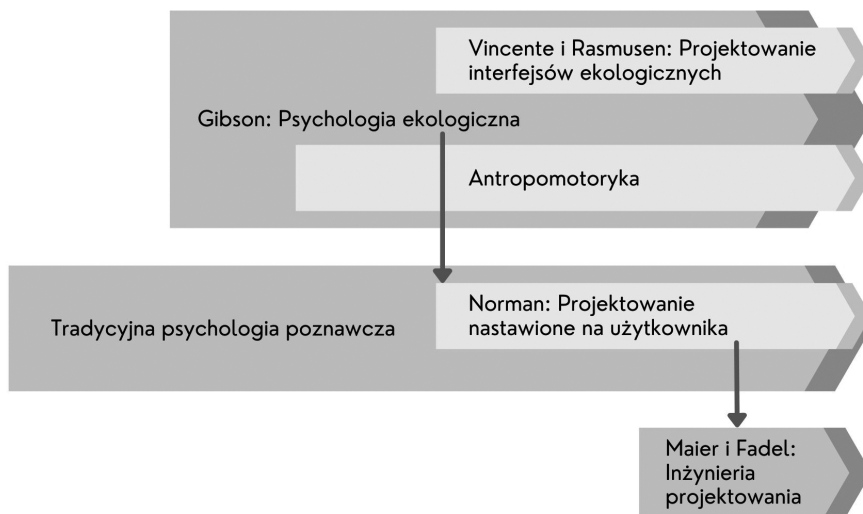 Vincente i Rasmusen: Projektowanie
interfejsów ekologicznych
Gibson: Psychologia ekologiczna
Antropomotoryka
Norman: Projektowanie
nastawione na użytkownika
Tradycyjna psychologia poznawcza
Maier i Fadel:
Inżynieria
projektowania